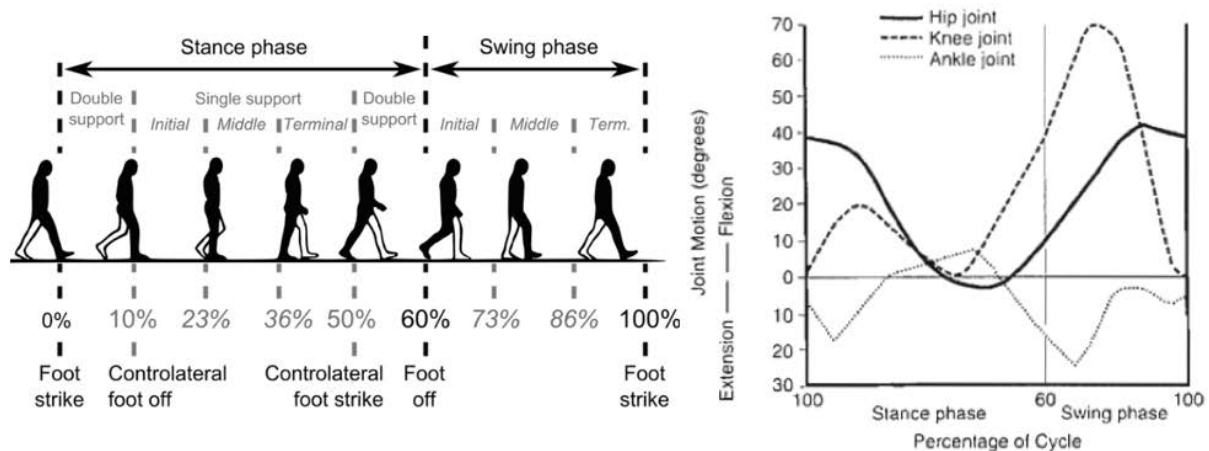 Stance phase
Swing phase
Double support
Single support
Double support
Initial
Middle
Terminal
Initial
Middle
Term.
0%
10%
23%
36%
50%
60%
73%
86%
100%
Foot strike
Controlateral foot off
Controlateral foot strike
Foot off
Foot strike
Hip joint
Knee joint
Ankle joint
Joint Motion (degrees)
Extension
Flexion
70
60
50
40
30
20
10
0
10
20
30
100
60
100
Stance phase
Swing phase
Percentage of Cycle